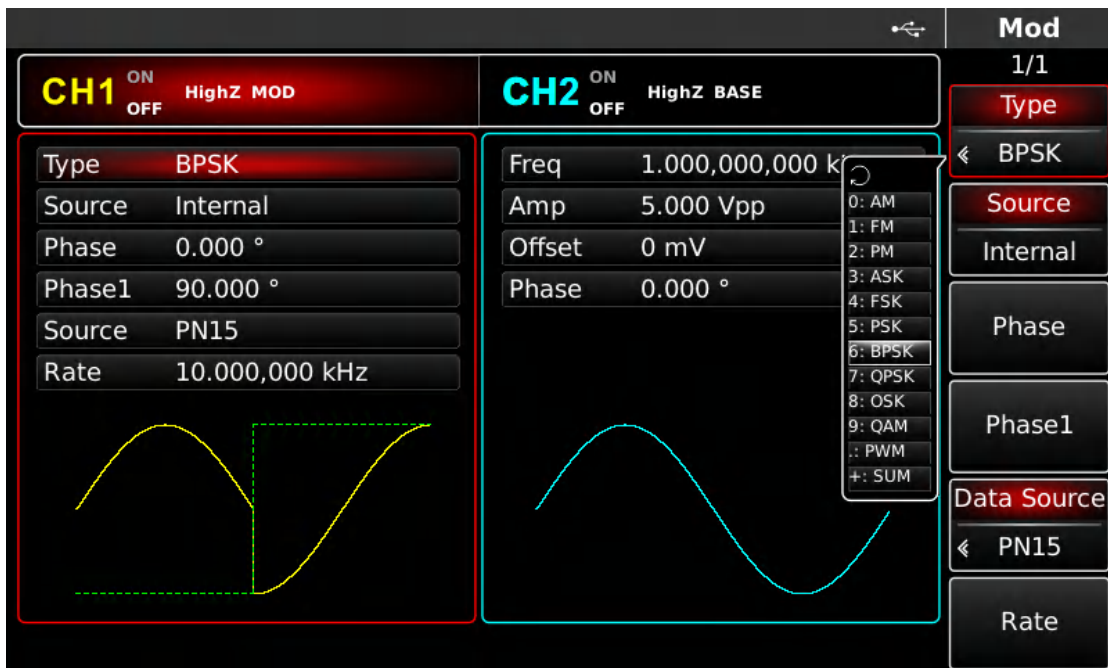 Mod
1/1
CH1 ON OFF HighZ MOD
CH2 ON OFF HighZ BASE
Type BPSK
Source Internal
Phase 0.000 °
Phase1 90.000 °
Source PN15
Rate 10.000,000 kHz
Freq 1.000,000,000
Amp 5.000 Vpp
Offset 0 mV
Phase 0.000 °
0: AM
1: FM
2: PM
3: ASK
4: FSK
5: PSK
6: BPSK
7: QPSK
8: OSK
9: QAM
.: PWM
+: SUM
Type
BPSK
Source
Internal
Phase
Phase1
Data Source
PN15
Rate